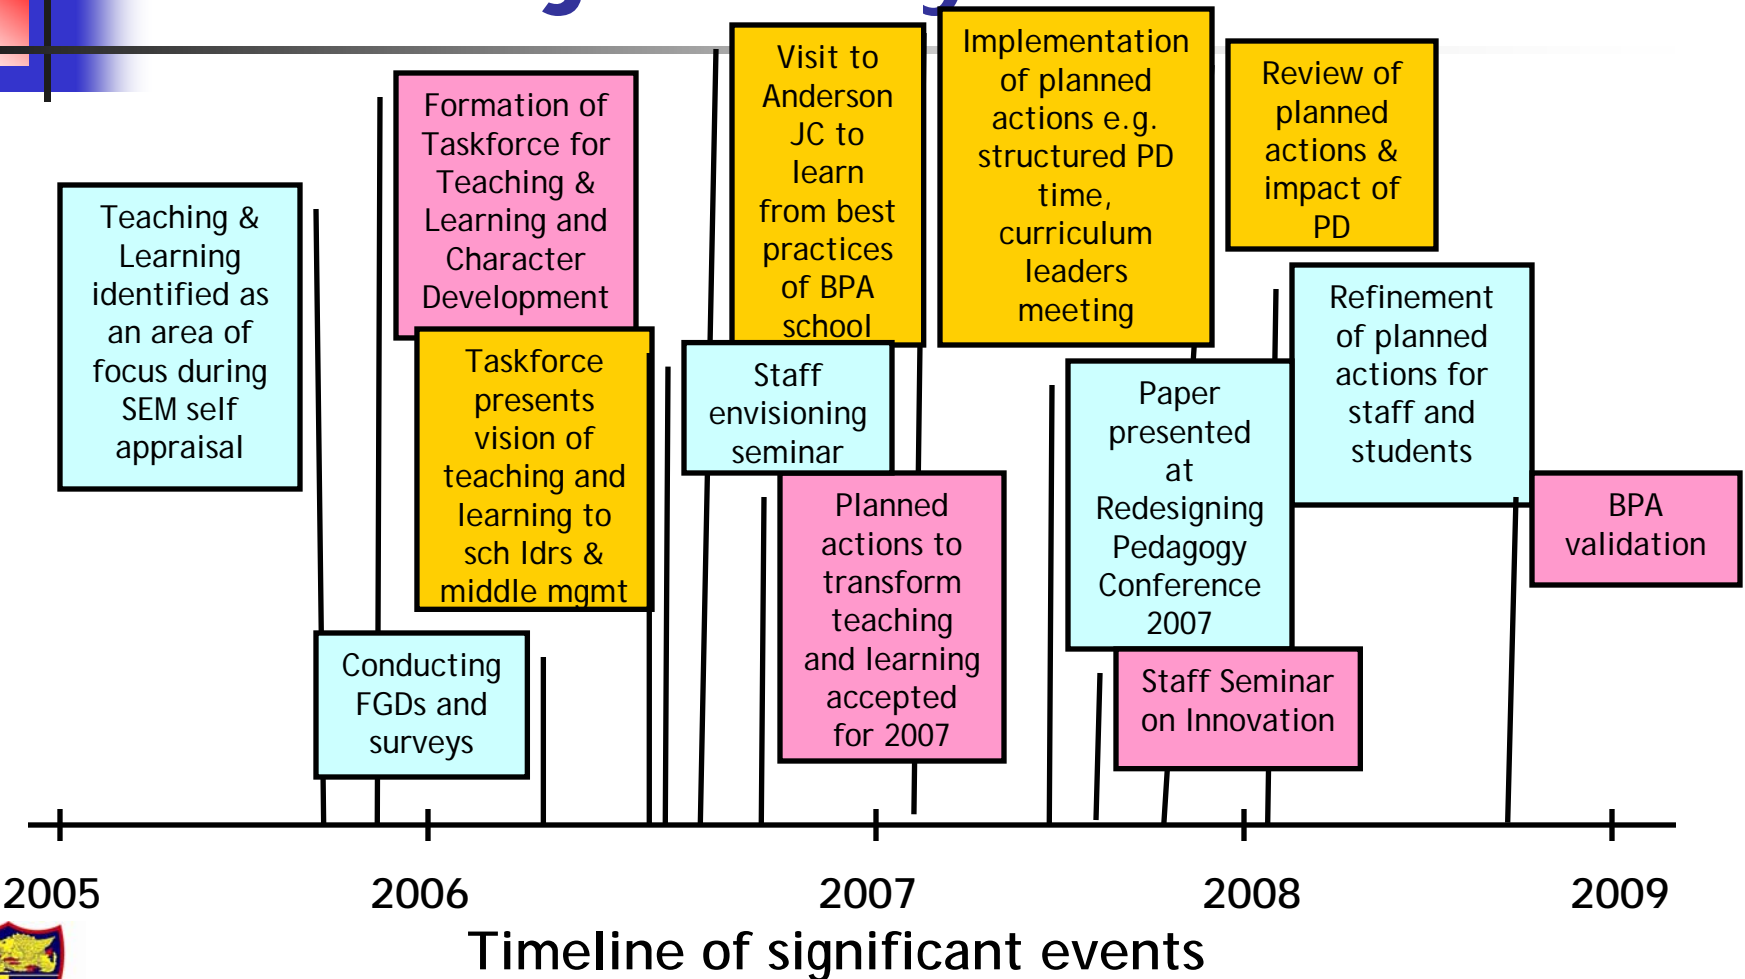 Teaching &
Learning
identified as
an area of
focus during
SEM self
appraisal
Formation of
Taskforce for
Teaching &
Learning and
Character
Development
Taskforce
presents
vision of
teaching and
learning to
sch ldrs &
middle mgmt
Conducting
FGDs and
surveys
Visit to
Anderson
JC to
learn
from best
practices
of BPA
school
Staff
envisioning
seminar
Planned
actions to
transform
teaching
and learning
accepted
for 2007
Implementation
of planned
actions e.g.
structured PD
time,
curriculum
leaders
meeting
Paper
presented
at
Redesigning
Pedagogy
Conference
2007
Staff Seminar
on Innovation
Review of
planned
actions &
impact of
PD
Refinement
of planned
actions for
staff and
students
BPA
validation
2005 2006 2007 2008 2009
Timeline of significant events